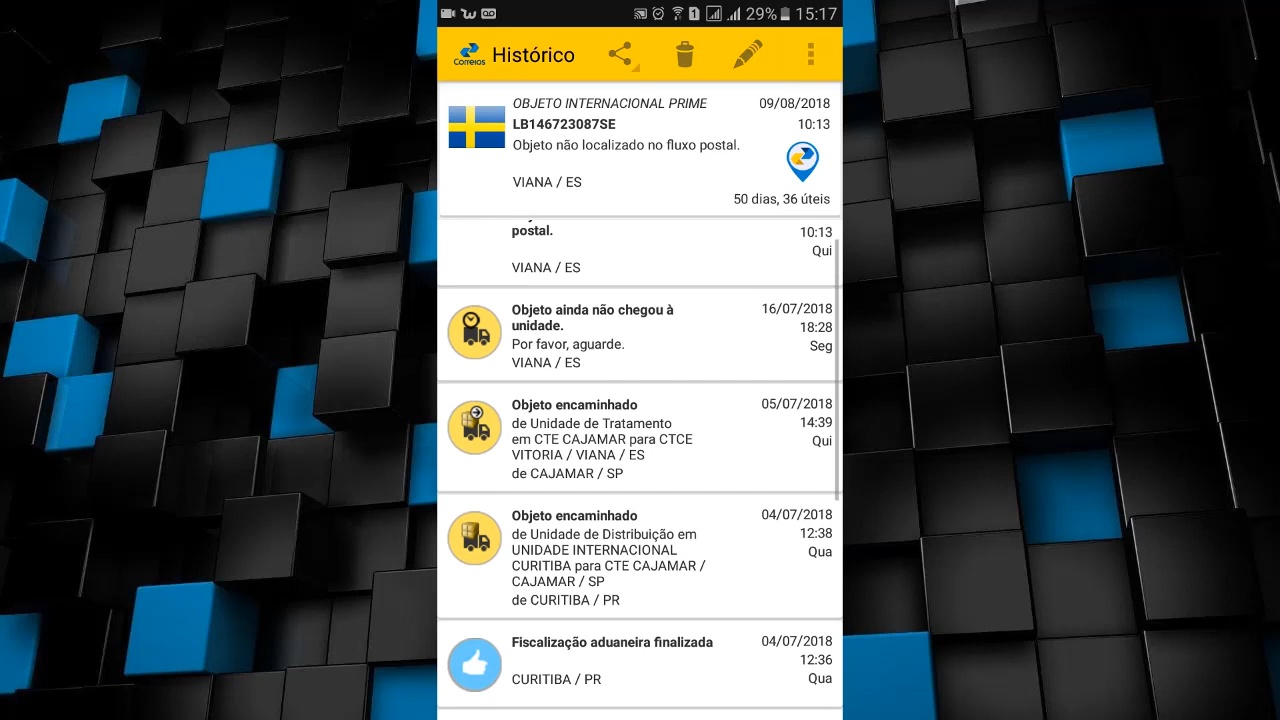 1 29% 15:17
Correios Histórico
OBJETO INTERNACIONAL PRIME 09/08/2018
LB146723087SE 10:13
Objeto não localizado no fluxo postal.
VIANA / ES
50 dias, 36 úteis
postal. 10:13
Qui
VIANA / ES
Objeto ainda não chegou à 16/07/2018
unidade. 18:28
Por favor, aguarde. Seg
VIANA / ES
Objeto encaminhado 05/07/2018
de Unidade de Tratamento 14:39
em CTE CAJAMAR para CTCE Qui
VITORIA / VIANA / ES
de CAJAMAR / SP
Objeto encaminhado 04/07/2018
de Unidade de Distribuição em 12:38
UNIDADE INTERNACIONAL Qua
CURITIBA para CTE CAJAMAR /
CAJAMAR / SP
de CURITIBA / PR
Fiscalização aduaneira finalizada 04/07/2018
12:36
CURITIBA / PR Qua